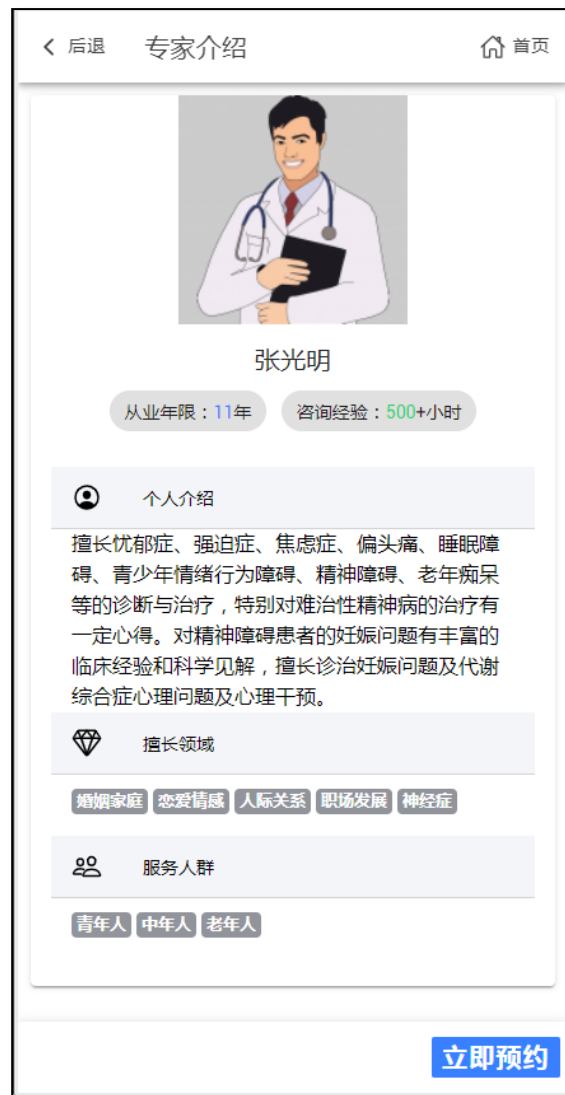 后退 专家介绍 首页
张光明
从业年限：11年 咨询经验：500+小时
个人介绍
擅长忧郁症、强迫症、焦虑症、偏头痛、睡眠障
碍、青少年情绪行为障碍、精神障碍、老年痴呆
等的诊断与治疗，特别对难治性精神病的治疗有
一定心得。对精神障碍患者的妊娠问题有丰富的
临床经验和科学见解，擅长诊治妊娠问题及代谢
综合症心理问题及心理干预。
擅长领域
婚姻家庭 恋爱情感 人际关系 职场发展 神经症
服务人群
青年人 中年人 老年人
立即预约